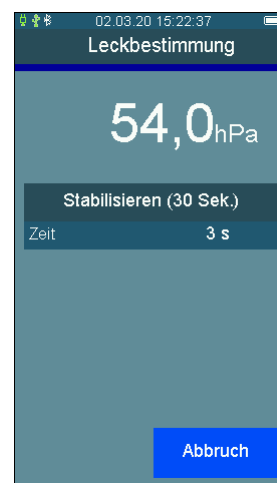 02.03.20 15:22:37
Leckbestimmung
54,0hPa
Stabilisieren (30 Sek.)
Zeit 3 s
Abbruch